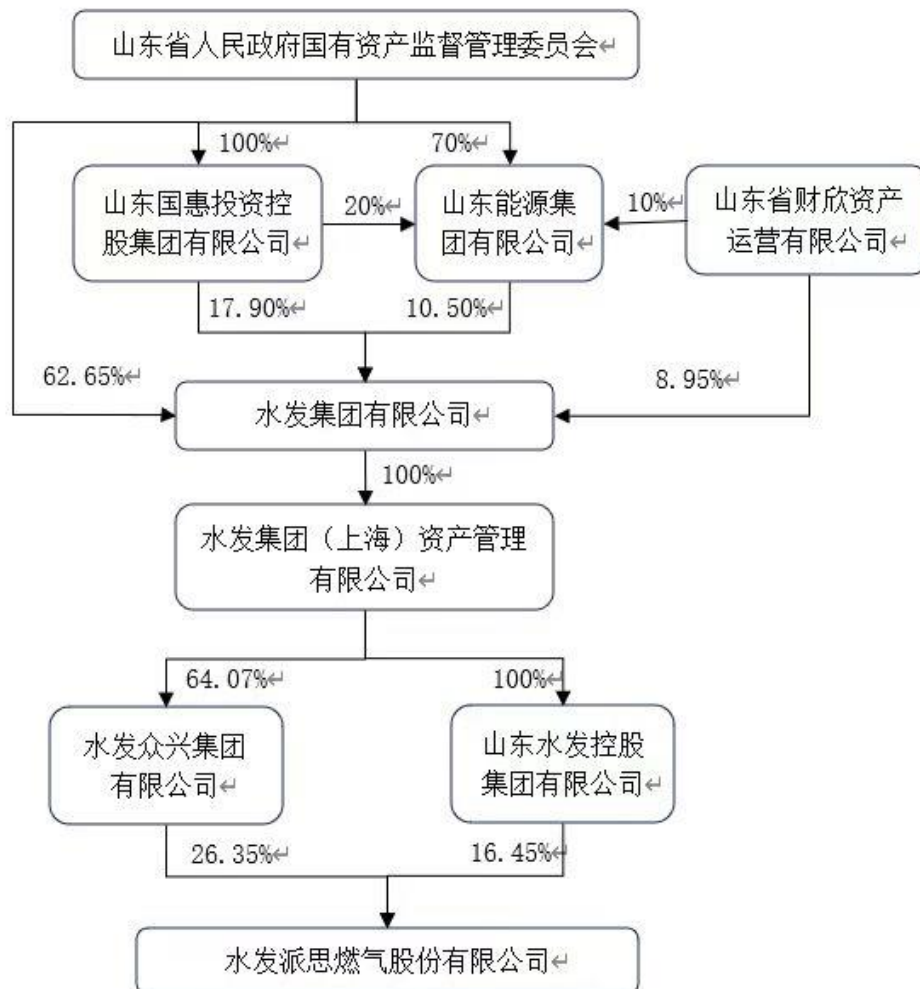 山东省人民政府国有资产监督管理委员会↵
100%↵
70%↵
山东国惠投资控
股集团有限公司↵
20%↵
山东能源集
团有限公司↵
10%↵
山东省财欣资产
运营有限公司↵
17.90%↵
10.50%↵
62.65%↵
8.95%↵
水发集团有限公司↵
100%↵
水发集团（上海）资产管理
有限公司↵
64.07%↵
100%↵
水发众兴集团
有限公司↵
山东水发控股
集团有限公司↵
26.35%↵
16.45%↵
水发派思燃气股份有限公司↵